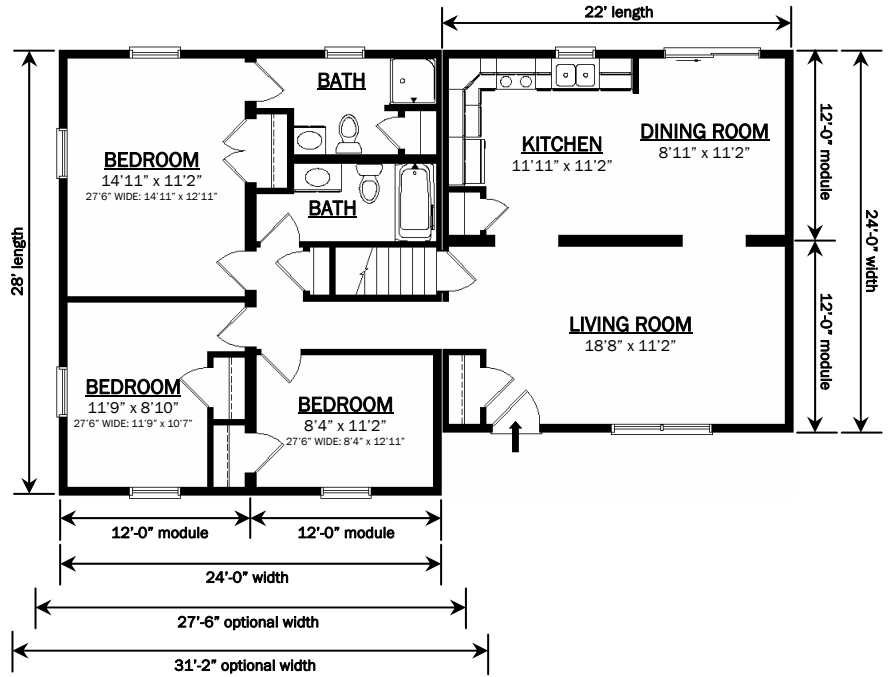 22’ length
BATH
KITCHEN
11’11” x 11’2”
DINING ROOM
8’11” x 11’2”
BEDROOM
14’11” x 11’2”
27’6” WIDE: 14’11” x 12’11”
BATH
12’-0” module
24’-0” width
28’ length
LIVING ROOM
18’8” x 11’2”
12’-0” module
BEDROOM
11’9” x 8’10”
27’6” WIDE: 11’9” x 10’7”
BEDROOM
8’4” x 11’2”
27’6” WIDE: 8’4” x 12’11”
12’-0” module
12’-0” module
24’-0” width
27’-6” optional width
31’-2” optional width